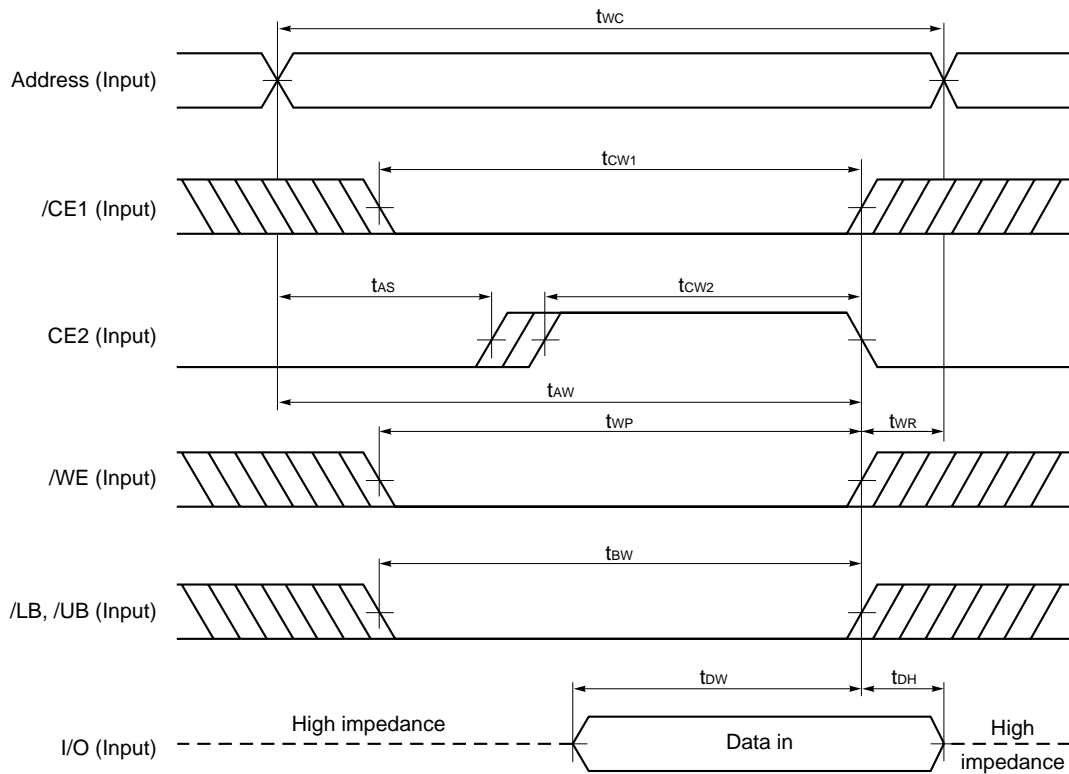 tWC
Address (Input)
tCW1
/CE1 (Input)
tAS
tCW2
CE2 (Input)
tAW
tWP
tWR
/WE (Input)
tBW
/LB, /UB (Input)
tDW
tDH
High impedance
I/O (Input)
Data in
High
impedance